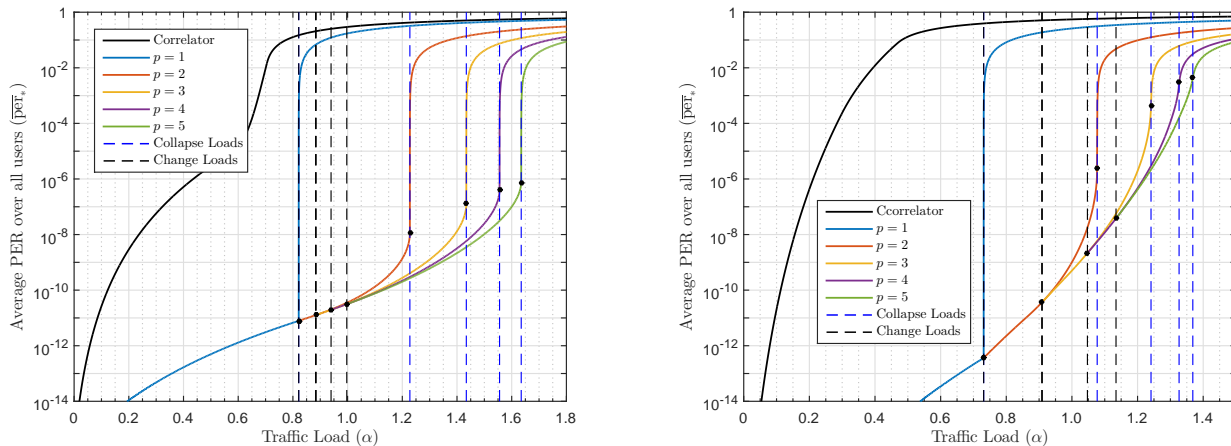 Average PER over all users (per∗)
1
10-2
10-4
10-6
10-8
10-10
10-12
10-14
Correlator
p = 1
p = 2
p = 3
p = 4
p = 5
Collapse Loads
Change Loads
0 0.2 0.4 0.6 0.8 1.0 1.2 1.4 1.6 1.8
Traffic Load (α)
Average PER over all users (per∗)
1
10-2
10-4
10-6
10-8
10-10
10-12
10-14
Ccorrelator
p = 1
p = 2
p = 3
p = 4
p = 5
Collapse Loads
Change Loads
0 0.2 0.4 0.6 0.8 1.0 1.2 1.4
Traffic Load (α)